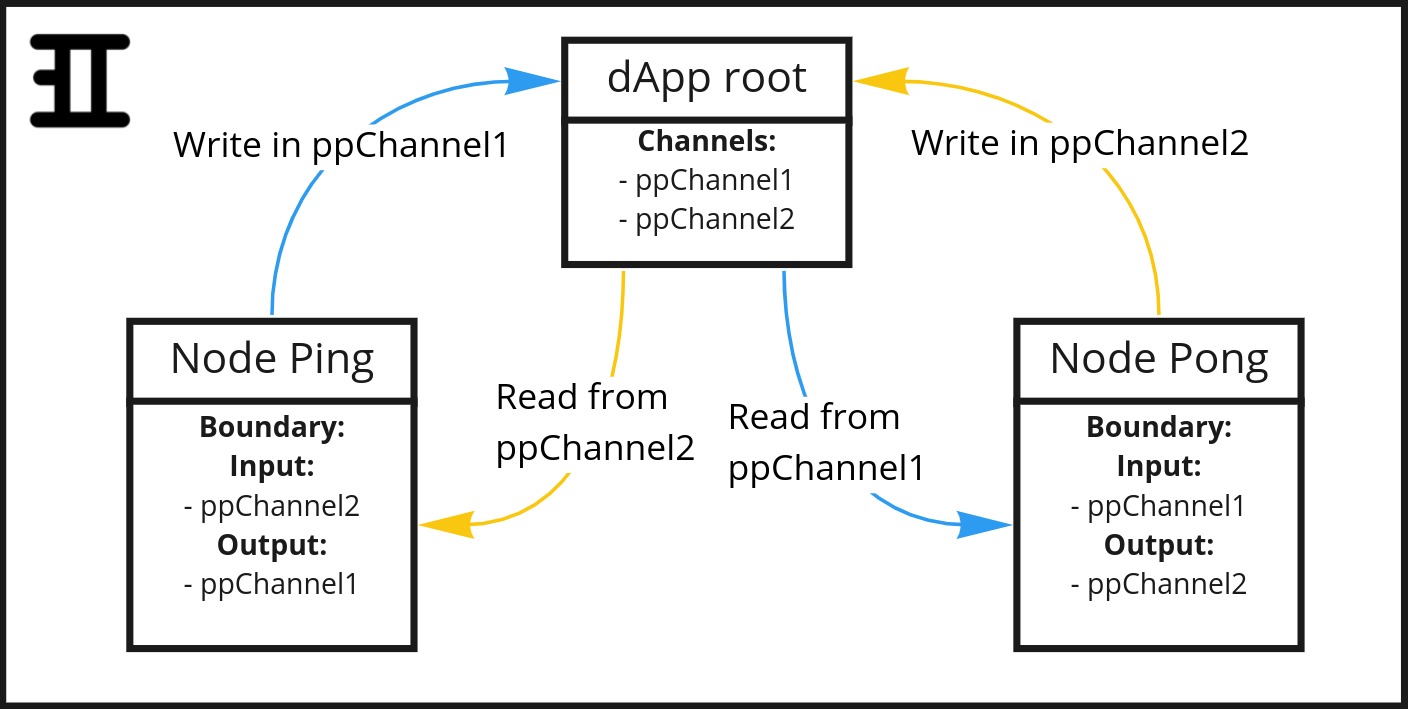 dApp root
Channels:
- ppChannel1
- ppChannel2
Write in ppChannel1
Write in ppChannel2
Node Ping
Boundary:
Input:
- ppChannel2
Output:
- ppChannel1
Read from
ppChannel2
Read from
ppChannel1
Node Pong
Boundary:
Input:
- ppChannel1
Output:
- ppChannel2